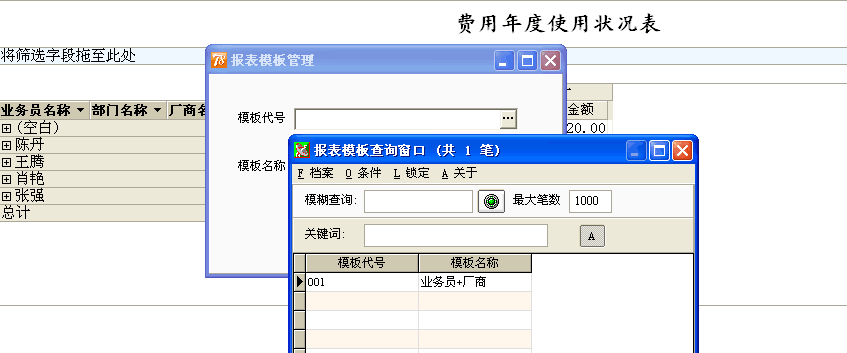 费用年度使用状况表
将筛选字段拖至此处
报表模板管理
业务员名称 部门名称 厂商名
金额
模板代号
(空白)
20.00
陈丹
王腾
模板名称
肖艳
张强
总计
报表模板查询窗口 (共 1 笔)
F 档案 Q 条件 L 锁定 A 关于
模糊查询: 最大笔数 1000
关键词: A
模板代号 模板名称
001 业务员+厂商